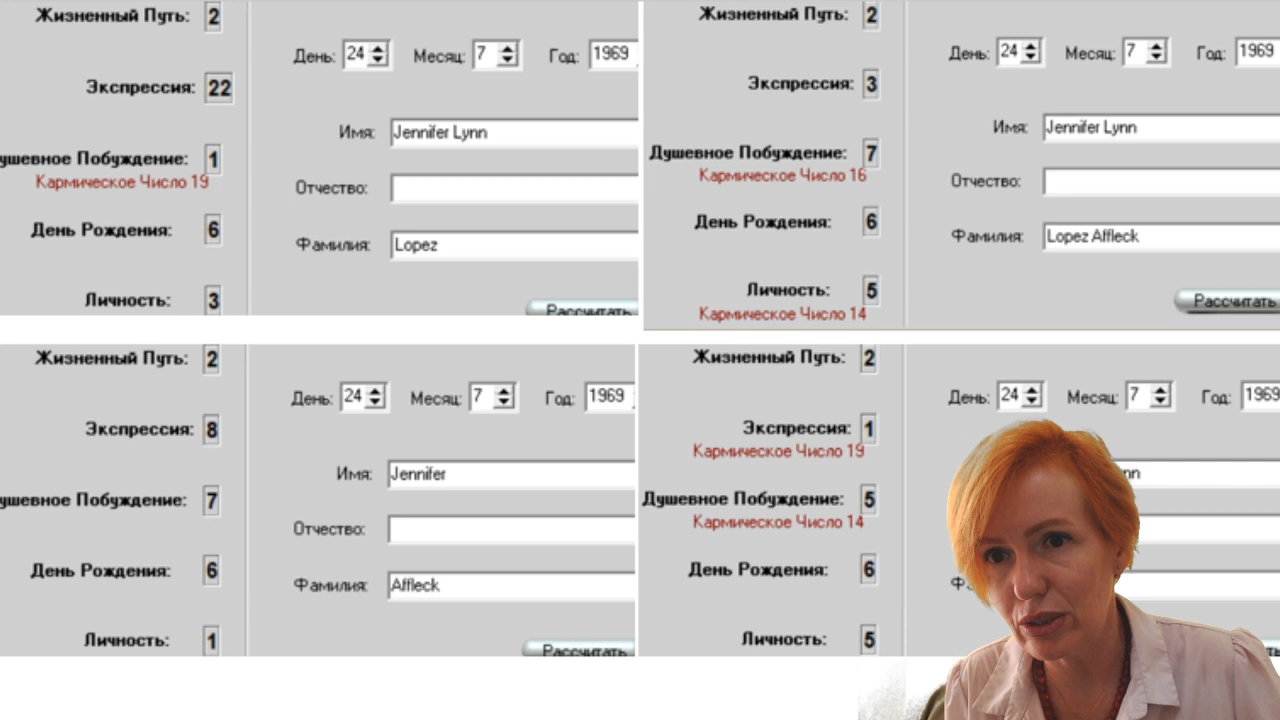 Жизненный Путь: 2
День: 24 Месяц: 7 Год: 1969
Экспрессия: 22
Имя: Jennifer Lynn
ушевное Побуждение: 1
Кармическое Число 19
Отчество:
День Рождения: 6
Фамилия: Lopez
Личность: 3
Рассчитать
Жизненный Путь: 2
День: 24 Месяц: 7 Год: 1969
Экспрессия: 3
Имя: Jennifer Lynn
Душевное Побуждение: 7
Кармическое Число 16
Отчество:
День Рождения: 6
Фамилия: Lopez Affleck
Личность: 5
Рассчитать
Кармическое Число 14
Жизненный Путь: 2
День: 24 Месяц: 7 Год: 1969
Экспрессия: 8
Имя: Jennifer
Душевное Побуждение: 7
Отчество:
День Рождения: 6
Фамилия: Affleck
Личность: 1
Рассчитать
Жизненный Путь: 2
День: 24 Месяц: 7 Год: 1969
Экспрессия: 1
Кармическое Число 19
nn
Душевное Побуждение: 5
Кармическое Число 14
День Рождения: 6
Личность: 5